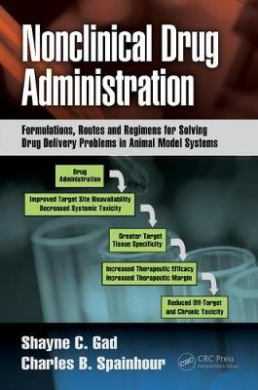 Nonclinical Drug
Administration
Formulations, Routes and Regimens for Solving
Drug Delivery Problems in Animal Model Systems
Drug
Administration
Improved Target Site Bioavailability
Decreased Systemic Toxicity
Greater Target
Tissue Specificity
Increased Therapeutic Efficacy
Increased Therapeutic Margin
Reduced Off-Target
and Chronic Toxicity
Shayne C. Gad
Charles B. Spainhour
CRC Press